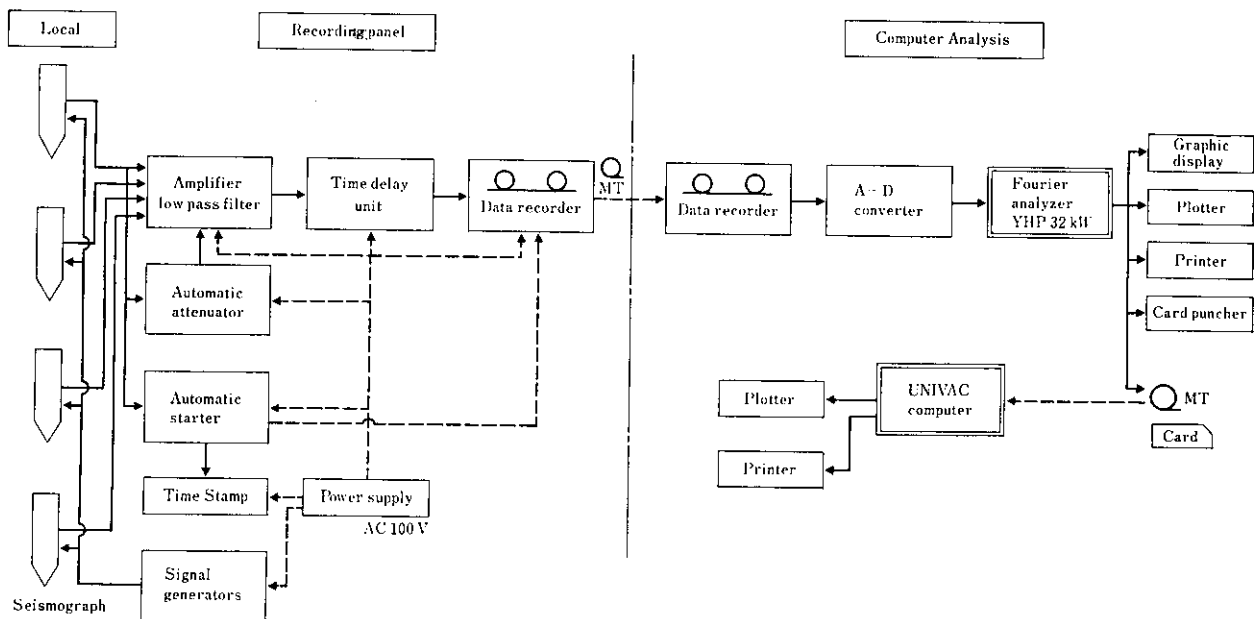 Local
Recording panel
Computer Analysis
Amplifier
low pass filter
Time delay
unit
Data recorder
MT
Data recorder
A-D
converter
Fourier
analyzer
YHP 32 kW
Graphic
display
Plotter
Printer
Card puncher
Automatic
attenuator
Automatic
starter
Plotter
Printer
UNIVAC
computer
MT
Card
Time Stamp
Power supply
AC 100 V
Signal
generators
Seismograph